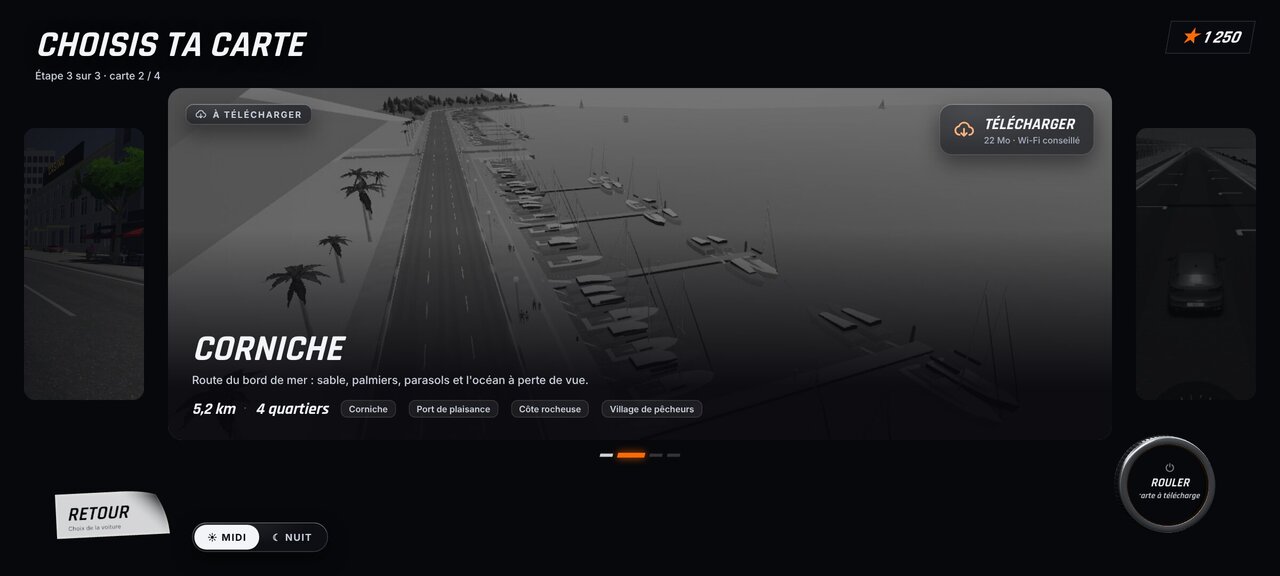 CHOISIS TA CARTE
Étape 3 sur 3 · carte 2 / 4
1 250
À TÉLÉCHARGER
TÉLÉCHARGER
22 Mo · Wi-Fi conseillé
CORNICHE
Route du bord de mer : sable, palmiers, parasols et l'océan à perte de vue.
5,2 km · 4 quartiers
Corniche
Port de plaisance
Côte rocheuse
Village de pêcheurs
RETOUR
Choix de la voiture
MIDI
NUIT
ROULER
arte à télécharge